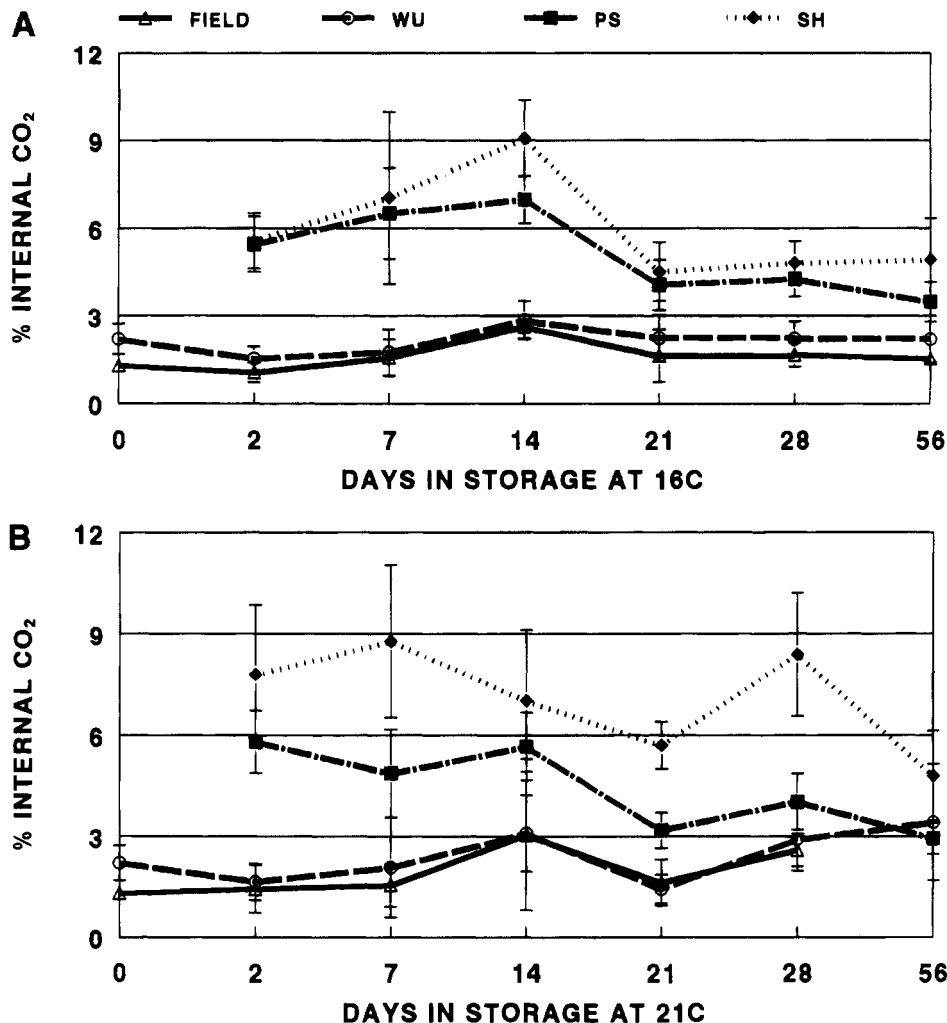 A
FIELD WU PS SH
12
9
6
3
0
% INTERNAL CO₂
0 2 7 14 21 28 56
DAYS IN STORAGE AT 16C
B
12
9
6
3
0
% INTERNAL CO₂
0 2 7 14 21 28 56
DAYS IN STORAGE AT 21C